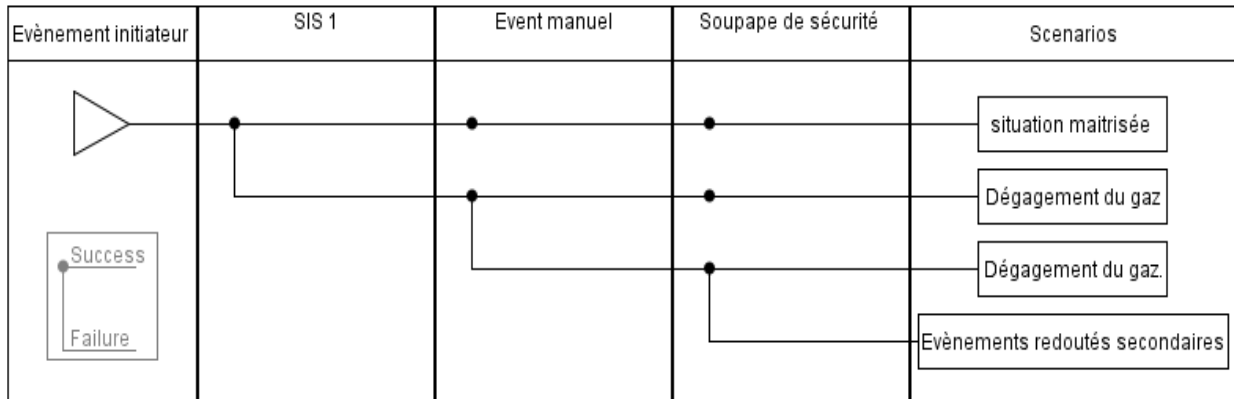 Evènement initiateur
SIS 1
Event manuel
Soupape de sécurité
Scenarios
situation maitrisée
Dégagement du gaz
Success
Dégagement du gaz.
Failure
Evènements redoutés secondaires